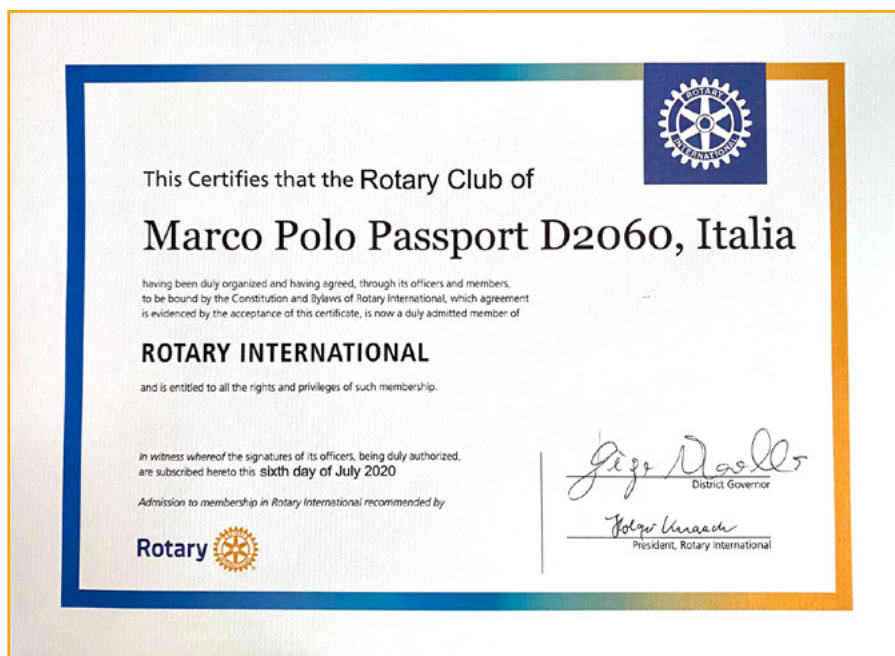 ROTARY
INTERNATIONAL
This Certifies that the Rotary Club of
Marco Polo Passport D2060, Italia
having been duly organized and having agreed, through its officers and members,
to be bound by the Constitution and Bylaws of Rotary International, which agreement
is evidenced by the acceptance of this certificate, is now a duly admitted member of
ROTARY INTERNATIONAL
and is entitled to all the rights and privileges of such membership.
In witness whereof the signatures of its officers, being duly authorized,
are subscribed hereto this sixth day of July 2020
District Governor
Admission to membership in Rotary International recommended by
Holger Knaack
President, Rotary International
Rotary